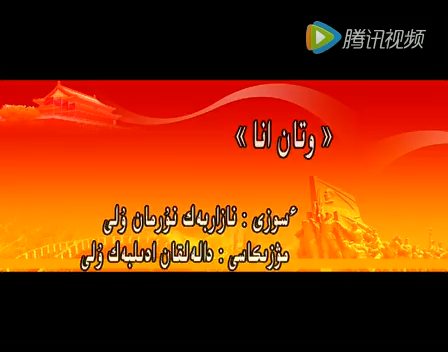 腾讯视频
« وتان انا »
ٴسوزى : نازاربەك نۇرمان ۇلى
مۋزىكاسى : دالەلقان ادىلبەك ۇلى